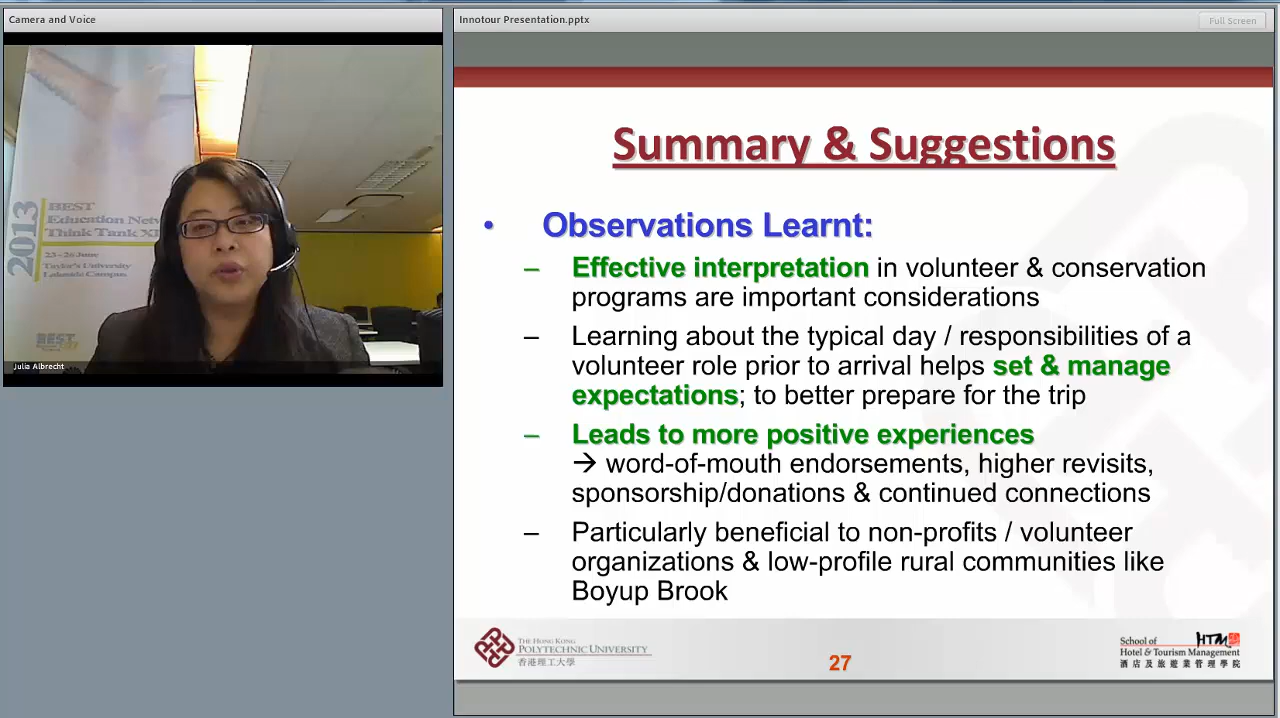 Camera and Voice
2013
BEST
Education Netw
Think Tank XI
23 - 26 June
Taylor's University
Lakeside Campus
BEST
Julia Albrecht
Innotour Presentation.pptx
Full Screen
Summary & Suggestions
• Observations Learnt:
– Effective interpretation in volunteer & conservation
programs are important considerations
– Learning about the typical day / responsibilities of a
volunteer role prior to arrival helps set & manage
expectations; to better prepare for the trip
– Leads to more positive experiences
→ word-of-mouth endorsements, higher revisits,
sponsorship/donations & continued connections
– Particularly beneficial to non-profits / volunteer
organizations & low-profile rural communities like
Boyup Brook
THE HONG KONG
POLYTECHNIC UNIVERSITY
香港理工大學
27
School of HTM
Hotel & Tourism Management
酒店及旅遊業管理學院